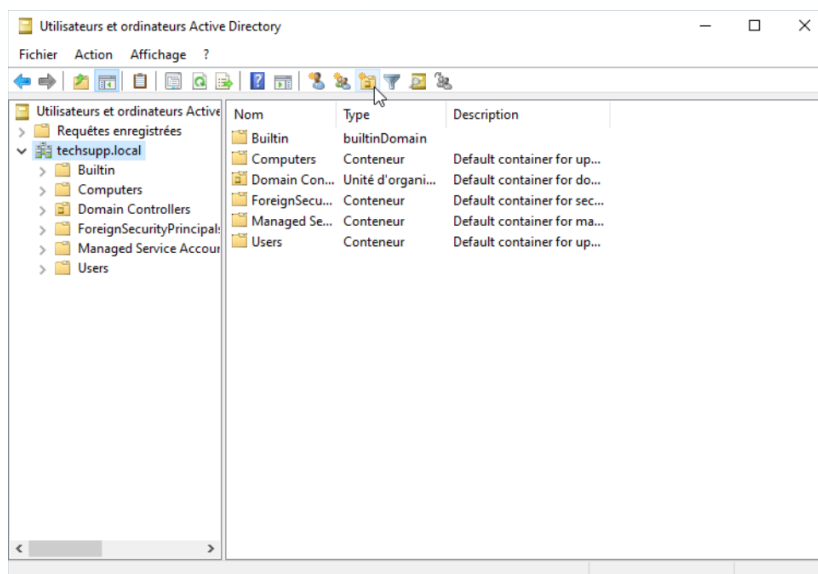 Utilisateurs et ordinateurs Active Directory
Fichier Action Affichage ?
Utilisateurs et ordinateurs Active
Requêtes enregistrées
techsupp.local
Builtin
Computers
Domain Controllers
ForeignSecurityPrincipals
Managed Service Accour
Users
Nom Type Description
Builtin builtinDomain
Computers Conteneur Default container for up...
Domain Con... Unité d'organi... Default container for do...
ForeignSecu... Conteneur Default container for sec...
Managed Se... Conteneur Default container for ma...
Users Conteneur Default container for up...